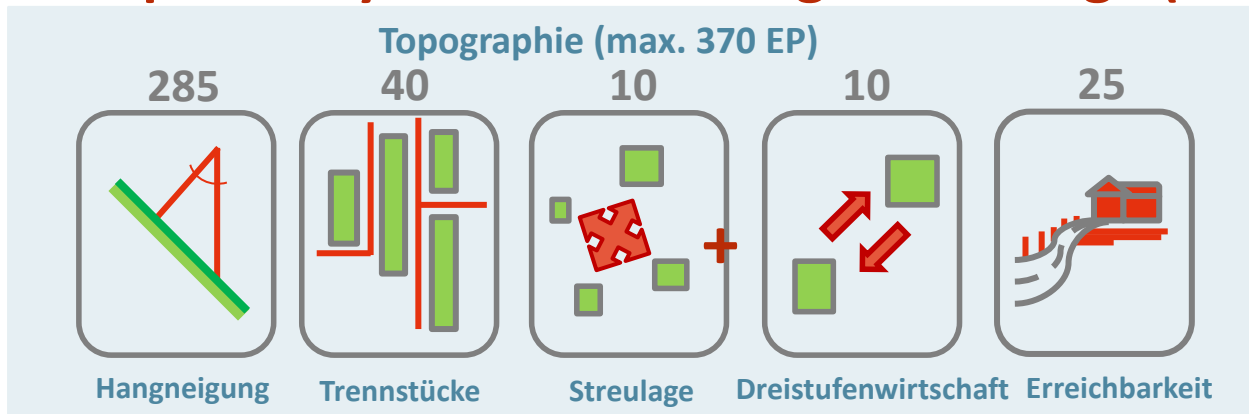 Topographie (max. 370 EP)
285 40 10 10 25
Hangneigung Trennstücke Streulage Dreistufenwirtschaft Erreichbarkeit